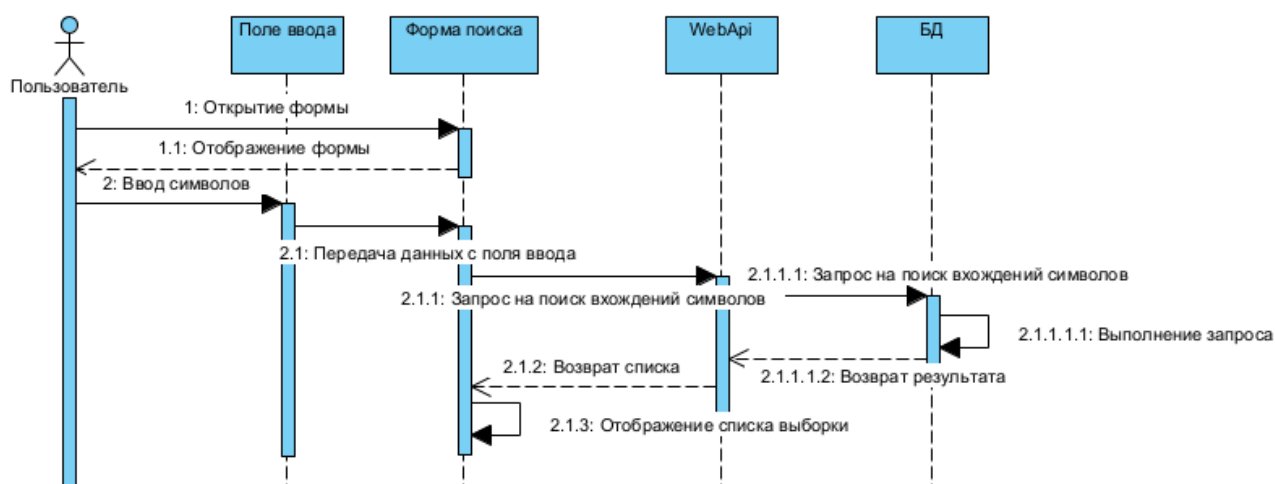 Поле ввода
Форма поиска
WebApi
БД
Пользователь
1: Открытие формы
1.1: Отображение формы
2: Ввод символов
2.1: Передача данных с поля ввода
2.1.1: Запрос на поиск вхождений символов
2.1.1.1: Запрос на поиск вхождений символов
2.1.1.1.1: Выполнение запроса
2.1.1.1.2: Возврат результата
2.1.2: Возврат списка
2.1.3: Отображение списка выборки